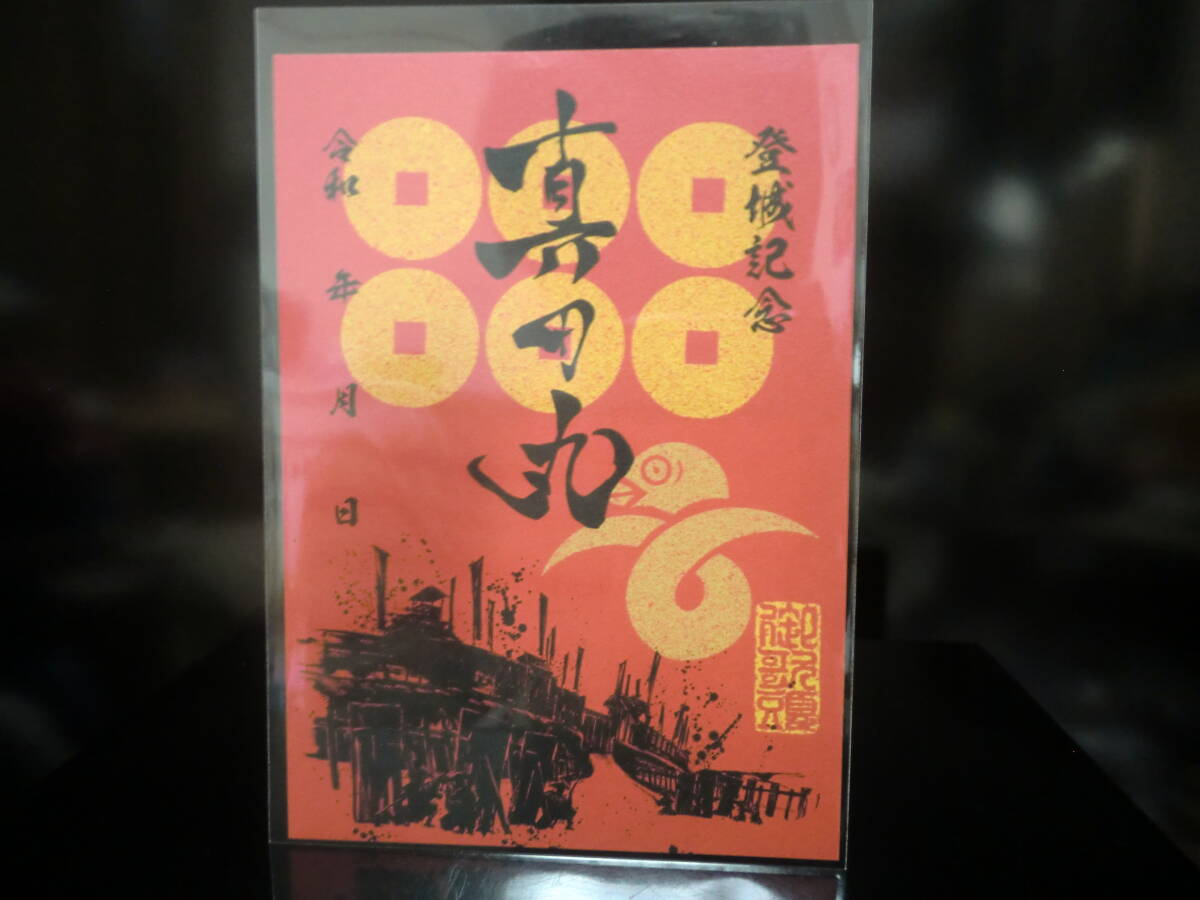 登城記念
真田丸
令和 年 月 日